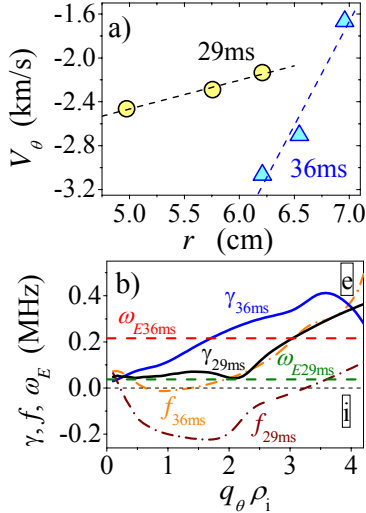 a)
29ms
36ms
V_θ (km/s)
-1.6
-2.0
-2.4
-2.8
-3.2
5.0 5.5 6.0 6.5 7.0
r (cm)
b)
e
γ_36ms
ω_E36ms
γ_29ms
ω_E29ms
i
f_36ms
f_29ms
γ, f, ω_E (MHz)
0.4
0.2
0.0
-0.2
0 1 2 3 4
q_θ ρ_i